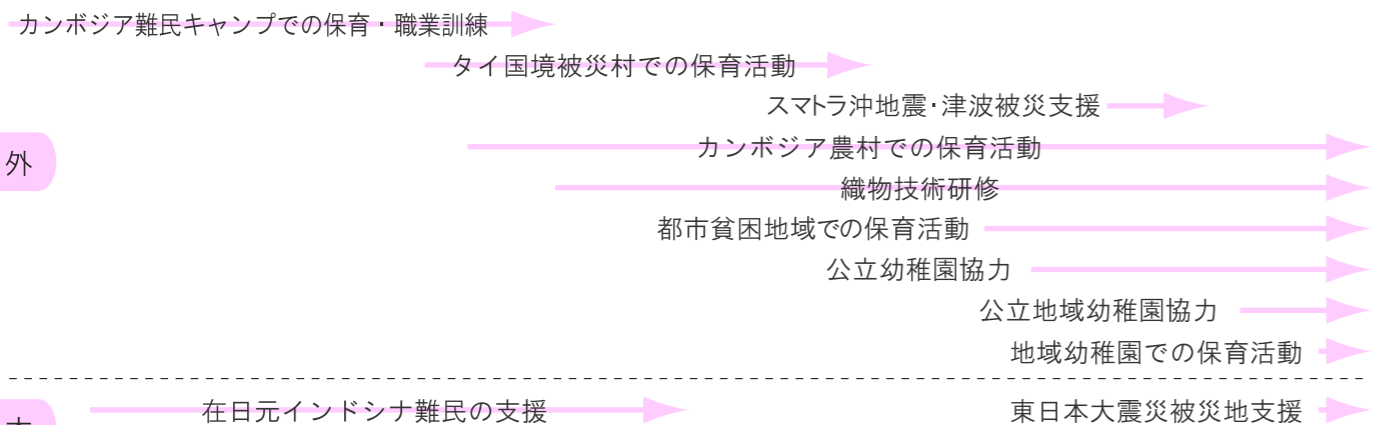 カンボジア難民キャンプでの保育・職業訓練
タイ国境被災村での保育活動
スマトラ沖地震・津波被災支援
外
カンボジア農村での保育活動
織物技術研修
都市貧困地域での保育活動
公立幼稚園協力
公立地域幼稚園協力
地域幼稚園での保育活動
在日元インドシナ難民の支援
東日本大震災被災地支援